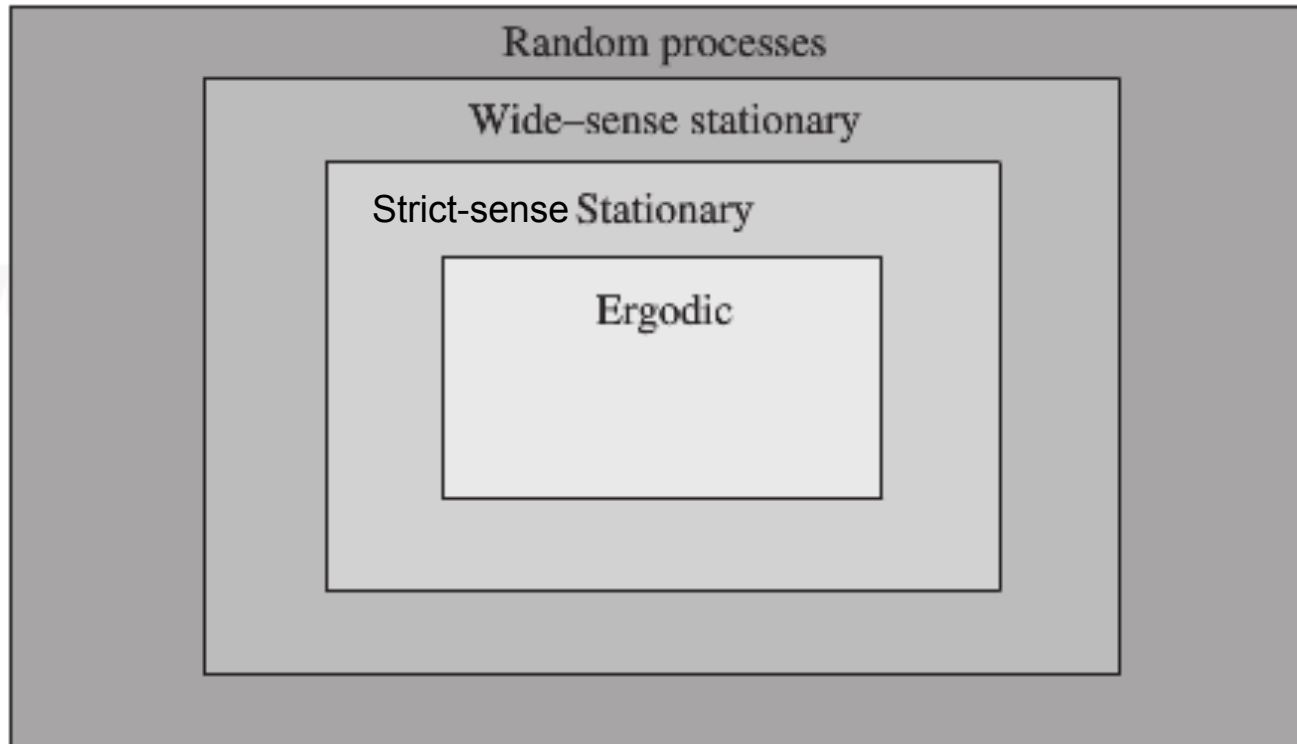 Random processes
Wide–sense stationary
Strict-sense Stationary
Ergodic